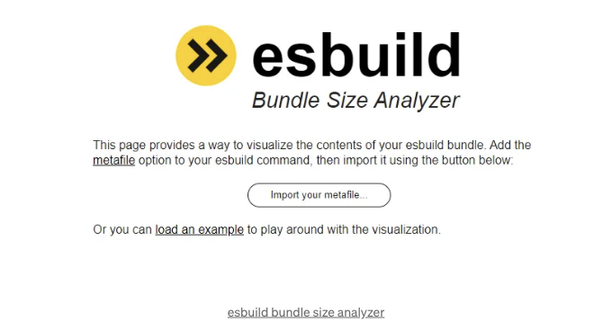 esbuild
Bundle Size Analyzer
This page provides a way to visualize the contents of your esbuild bundle. Add the
metafile option to your esbuild command, then import it using the button below:
Import your metafile...
Or you can load an example to play around with the visualization.
esbuild bundle size analyzer